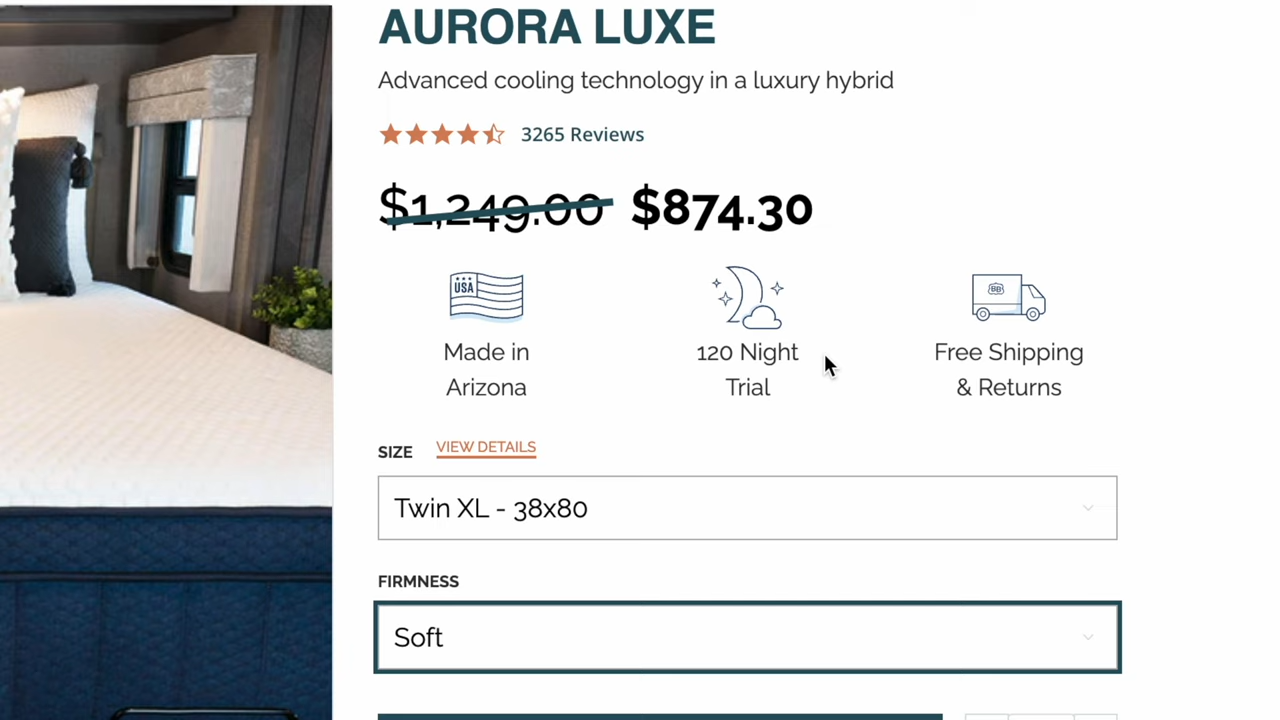 AURORA LUXE
Advanced cooling technology in a luxury hybrid
3265 Reviews
$1,249.00 $874.30
USA
BB
Made in
Arizona
120 Night
Trial
Free Shipping
& Returns
SIZE VIEW DETAILS
Twin XL - 38x80
FIRMNESS
Soft